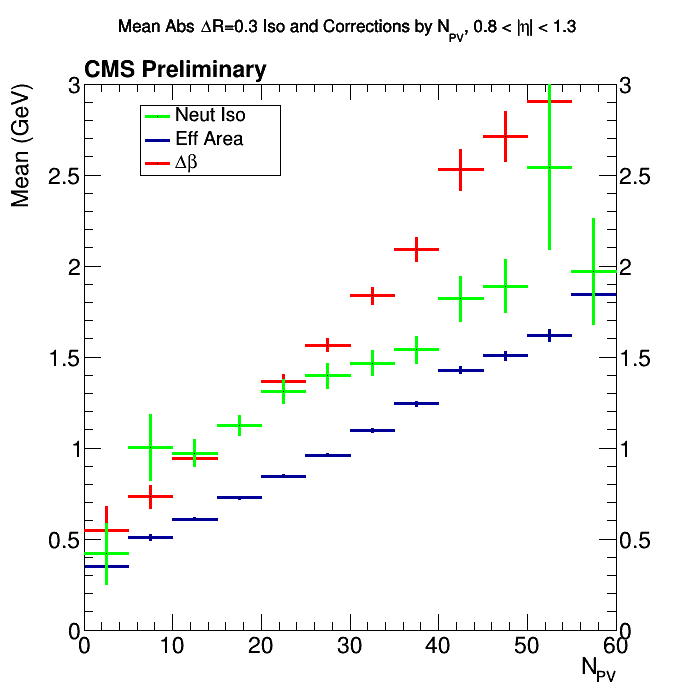 Mean Abs ΔR=0.3 Iso and Corrections by N_PV, 0.8 < |η| < 1.3
CMS Preliminary
Mean (GeV)
Neut Iso
Eff Area
Δβ
3
2.5
2
1.5
1
0.5
0
3
2.5
2
1.5
1
0.5
0
0 10 20 30 40 50 60
N_PV